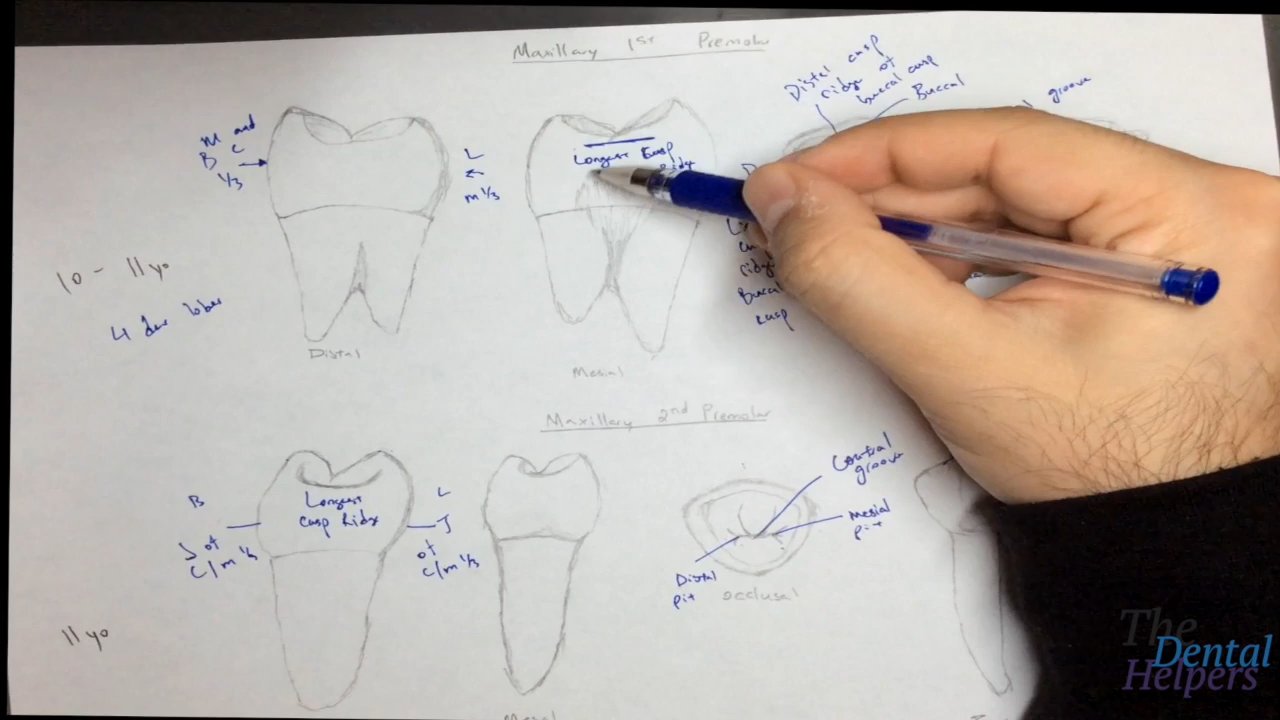 Maxillary 1st Premolar
M and
B C
1/3
L
m 1/3
Longest Cusp
Ridge
Distal cusp
ridge of
buccal cusp
Buccal
groove
ridge
Buccal
cusp
10 - 11 yo
4 dev lobes
Distal
Mesial
Maxillary 2nd Premolar
B
J of
C/m 1/3
Longest
Cusp Ridge
L
J
of
C/m 1/3
Central
groove
Mesial
pit
Distal
pit
occlusal
11 yo
The
Dental
Helpers